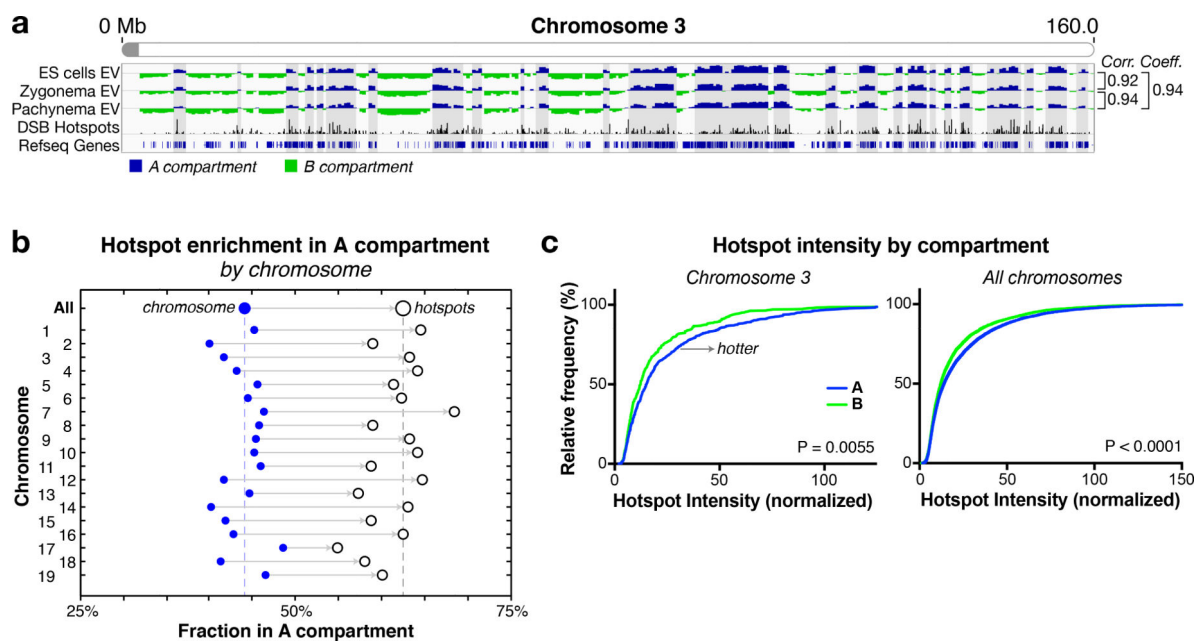 a
0 Mb Chromosome 3 160.0
Corr. Coeff.
ES cells EV
0.92
Zygonema EV
0.94
0.94
Pachynema EV
DSB Hotspots
Refseq Genes
A compartment B compartment
b
Hotspot enrichment in A compartment
by chromosome
All chromosome hotspots
1
2
3
4
5
6
7
8
9
10
11
12
13
14
15
16
17
18
19
Chromosome
25% 50% 75%
Fraction in A compartment
c
Hotspot intensity by compartment
Chromosome 3 All chromosomes
Relative frequency (%)
100
50
0
hotter
A
B
P = 0.0055
0 50 100
Hotspot Intensity (normalized)
100
50
0
P < 0.0001
0 50 100 150
Hotspot Intensity (normalized)